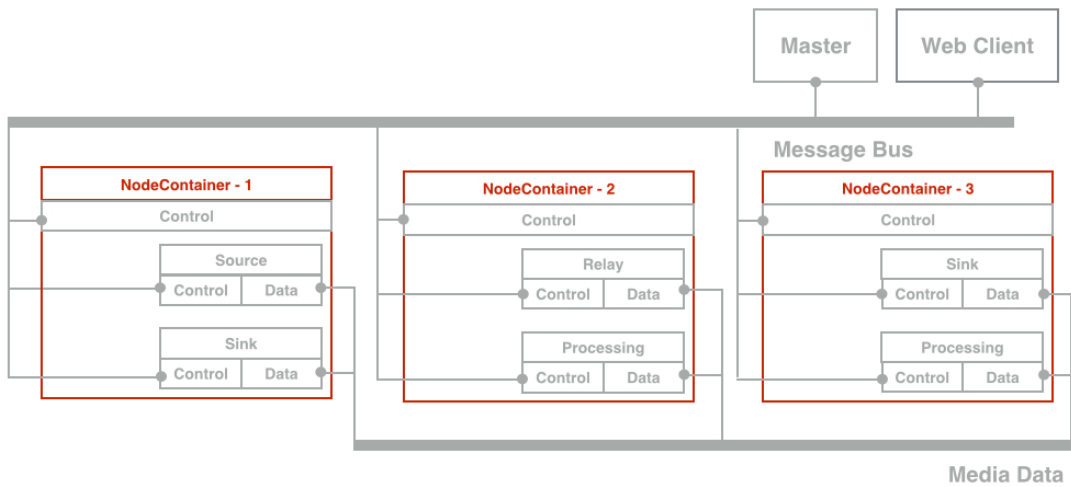 Master
Web Client
Message Bus
NodeContainer - 1
Control
Source
Control Data
Sink
Control Data
NodeContainer - 2
Control
Relay
Control Data
Processing
Control Data
NodeContainer - 3
Control
Sink
Control Data
Processing
Control Data
Media Data